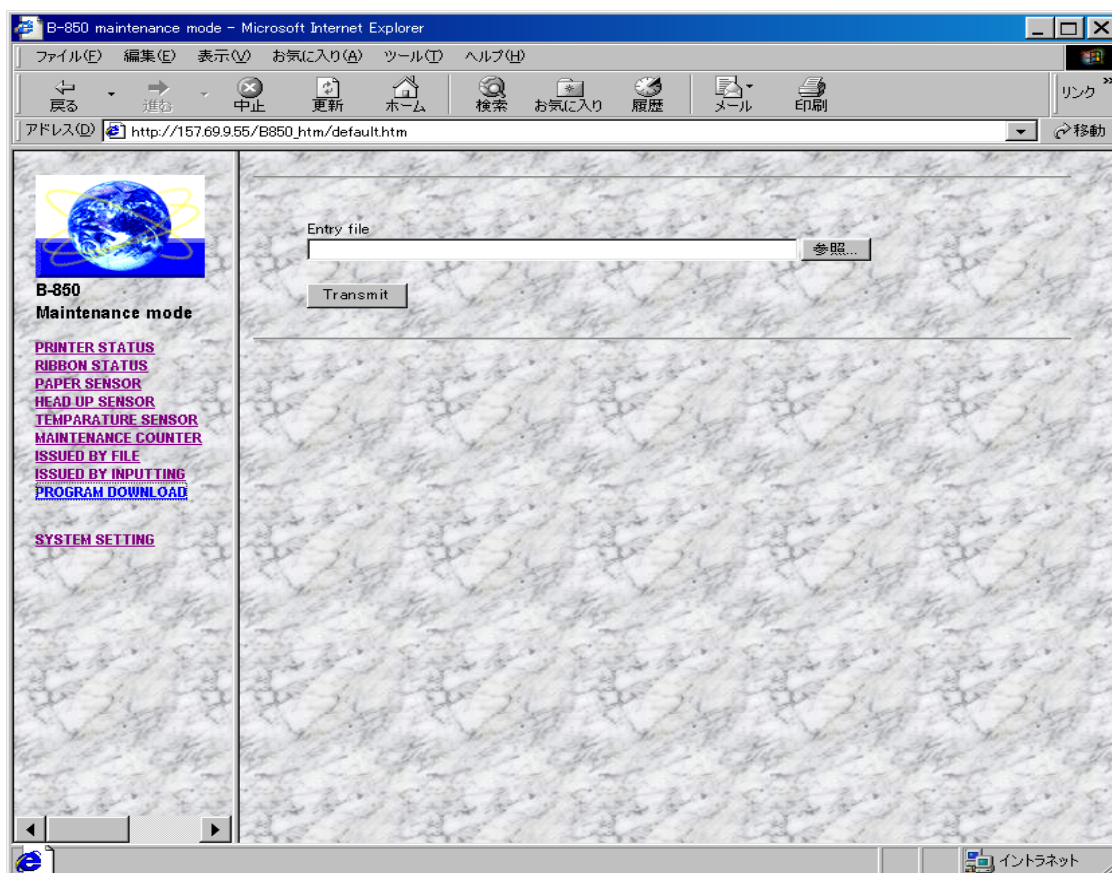 B-850 maintenance mode - Microsoft Internet Explorer
ファイル(F) 編集(E) 表示(V) お気に入り(A) ツール(T) ヘルプ(H)
戻る 進む 中止 更新 ホーム 検索 お気に入り 履歴 メール 印刷 リンク »
アドレス(D) http://157.69.9.55/B850_htm/default.htm 移動
B-850
Maintenance mode
PRINTER STATUS
RIBBON STATUS
PAPER SENSOR
HEAD UP SENSOR
TEMPARATURE SENSOR
MAINTENANCE COUNTER
ISSUED BY FILE
ISSUED BY INPUTTING
PROGRAM DOWNLOAD
SYSTEM SETTING
Entry file
参照...
Transmit
イントラネット